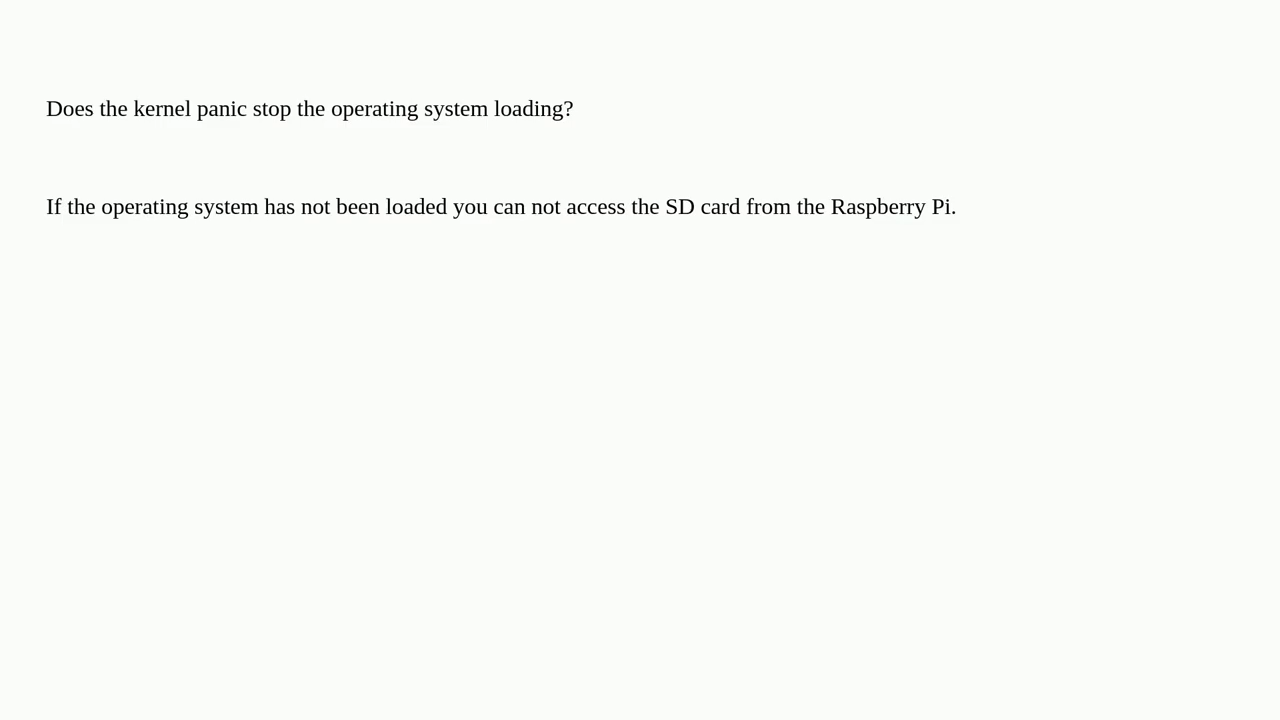 Does the kernel panic stop the operating system loading?
If the operating system has not been loaded you can not access the SD card from the Raspberry Pi.